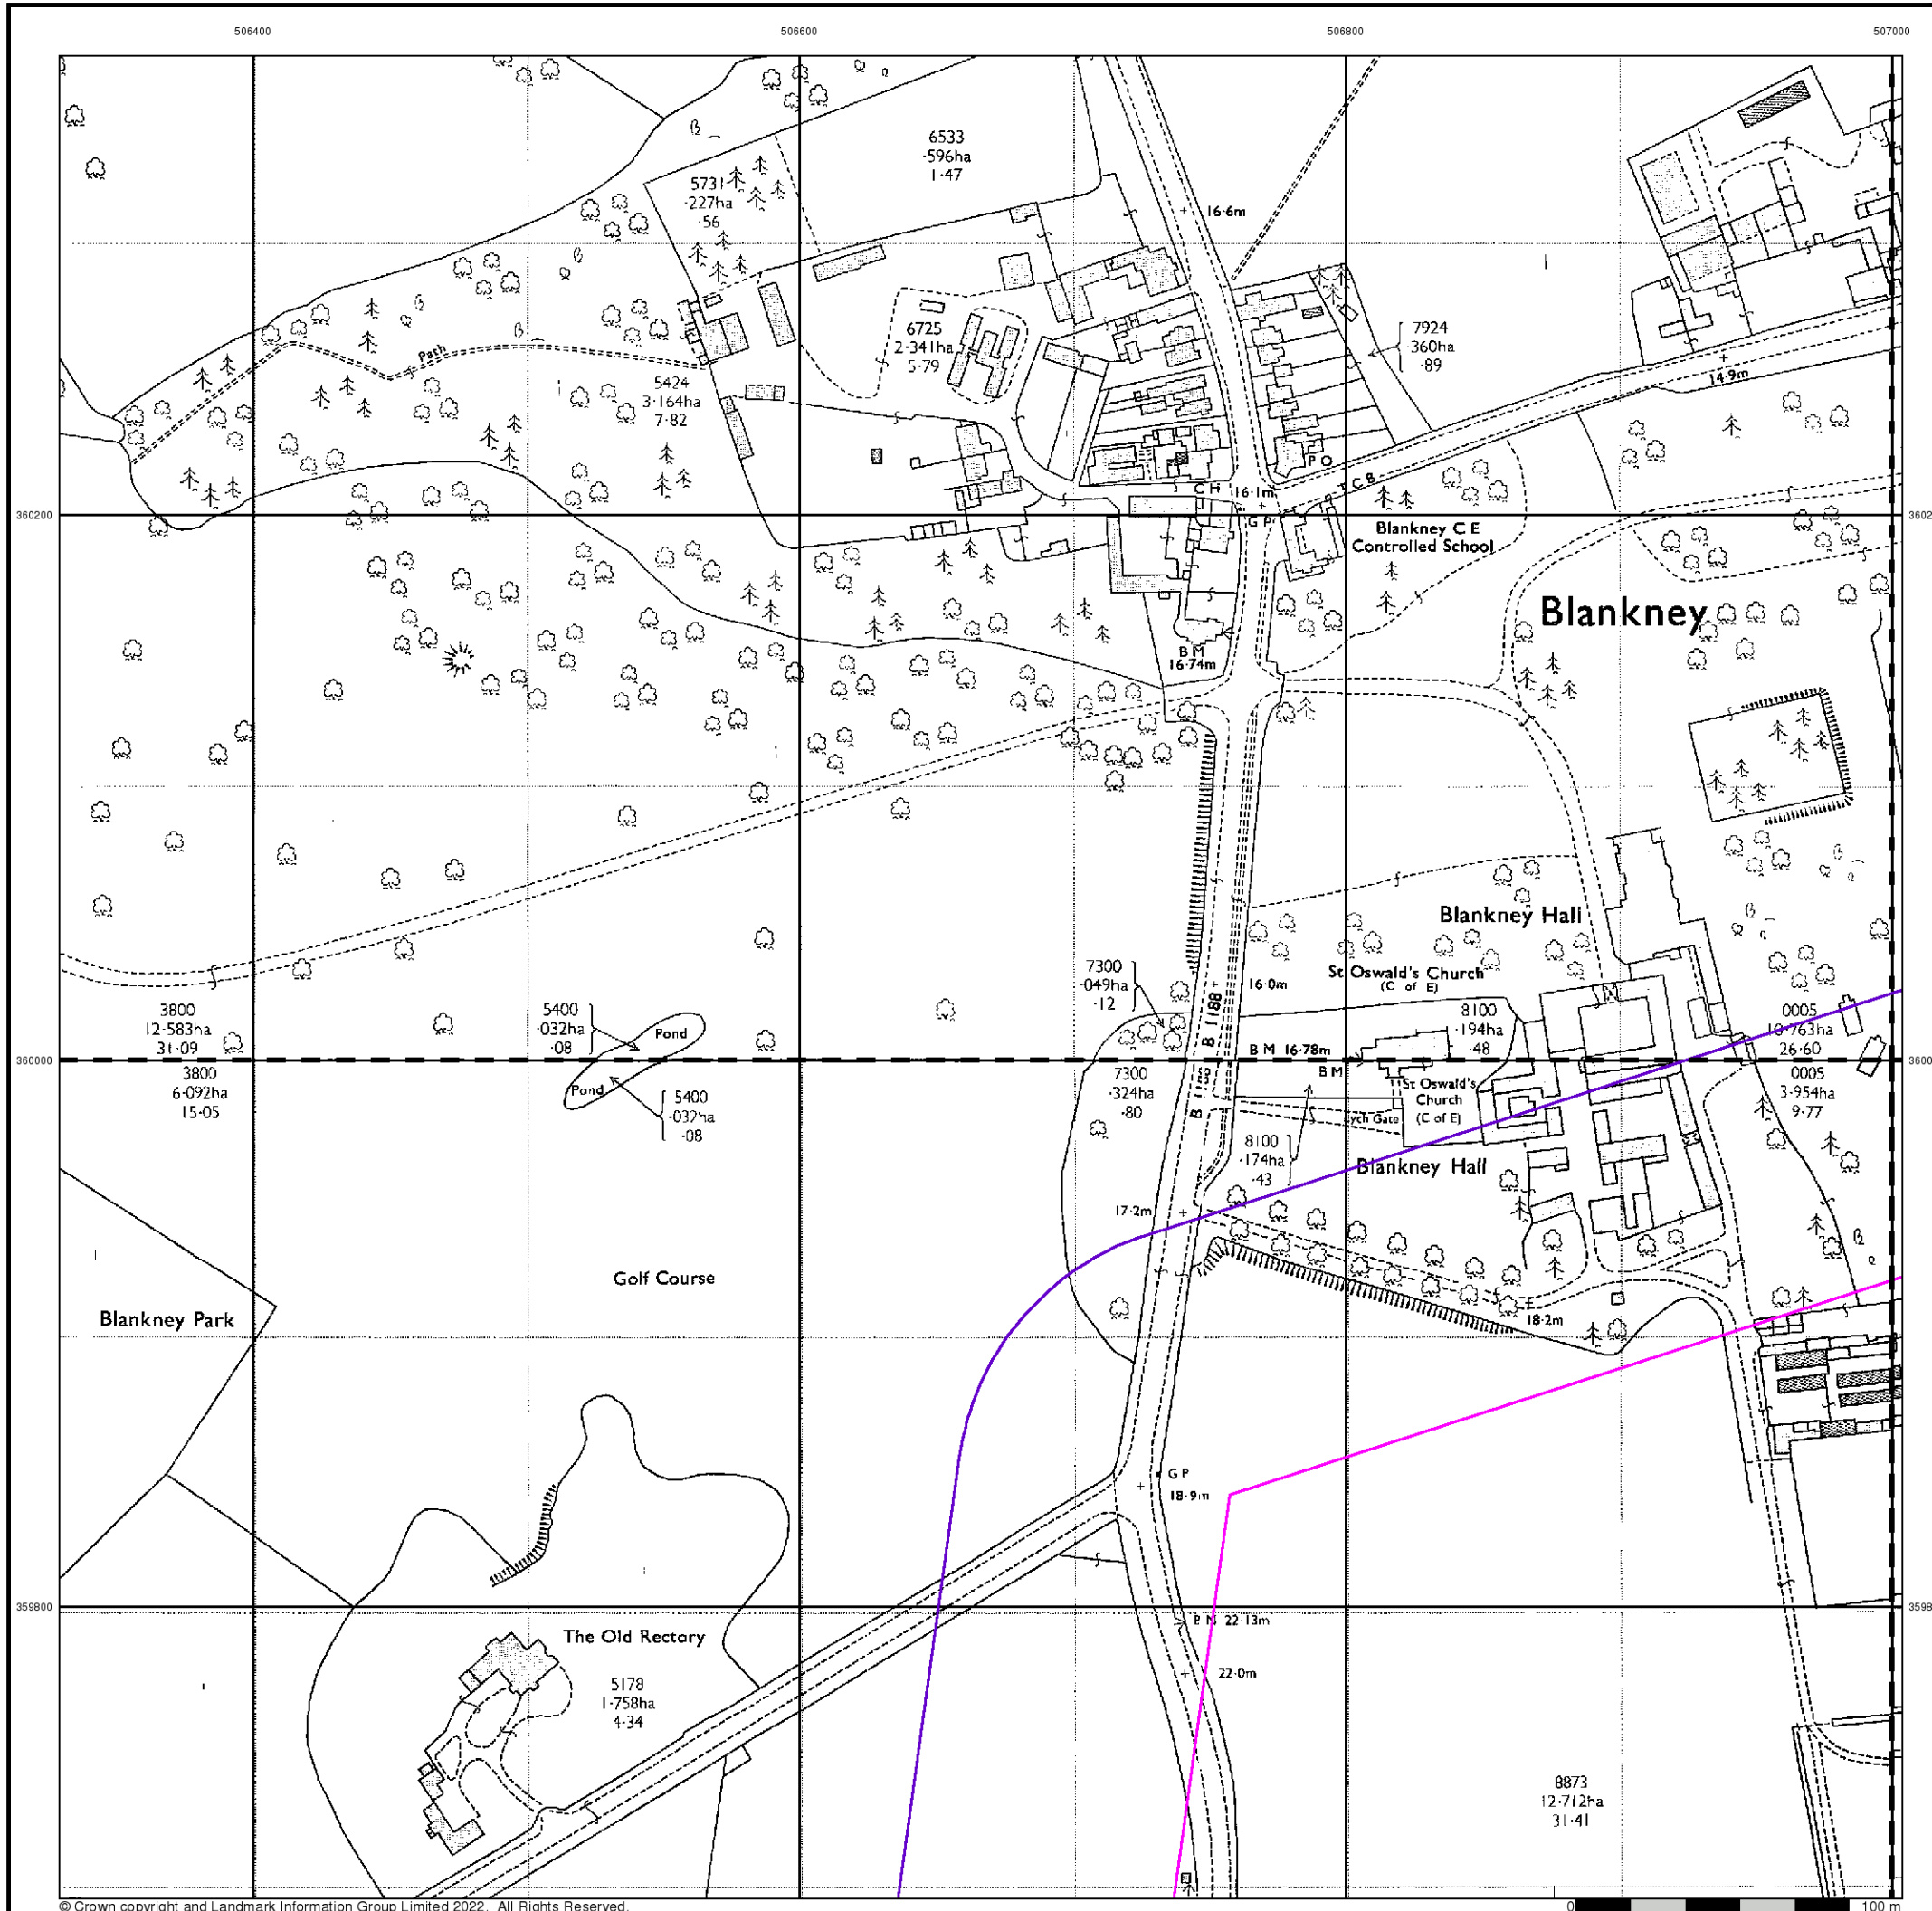 506400
506600
506800
507000
6533
·596ha
1·47
5731
·227ha
·56
16·6m
6725
2·341ha
5·79
7924
·360ha
·89
Path
14·9m
5424
3·164ha
7·82
P O
T C B
C H
16·1m
G P
360200
3602
Blankney C E
Controlled School
Blankney
B M
16·74m
Blankney Hall
St Oswald's Church
(C of E)
7300
·049ha
·12
16·0m
B 1188
3800
12·583ha
31·09
5400
·032ha
·08
Pond
8100
·194ha
·48
0005
10·763ha
26·60
B M 16·78m
360000
3600
3800
6·092ha
15·05
Pond
5400
·032ha
·08
7300
·324ha
·80
B 1188
B M
St Oswald's
Church
(C of E)
0005
3·954ha
9·77
Lych Gate
8100
·174ha
·43
Blankney Hall
17·2m
Golf Course
Blankney Park
18·2m
G P
18·9m
359800
3598
B M 22·13m
The Old Rectory
5178
1·758ha
4·34
22·0m
8873
12·712ha
31·41
© Crown copyright and Landmark Information Group Limited 2022. All Rights Reserved.
0
100 m